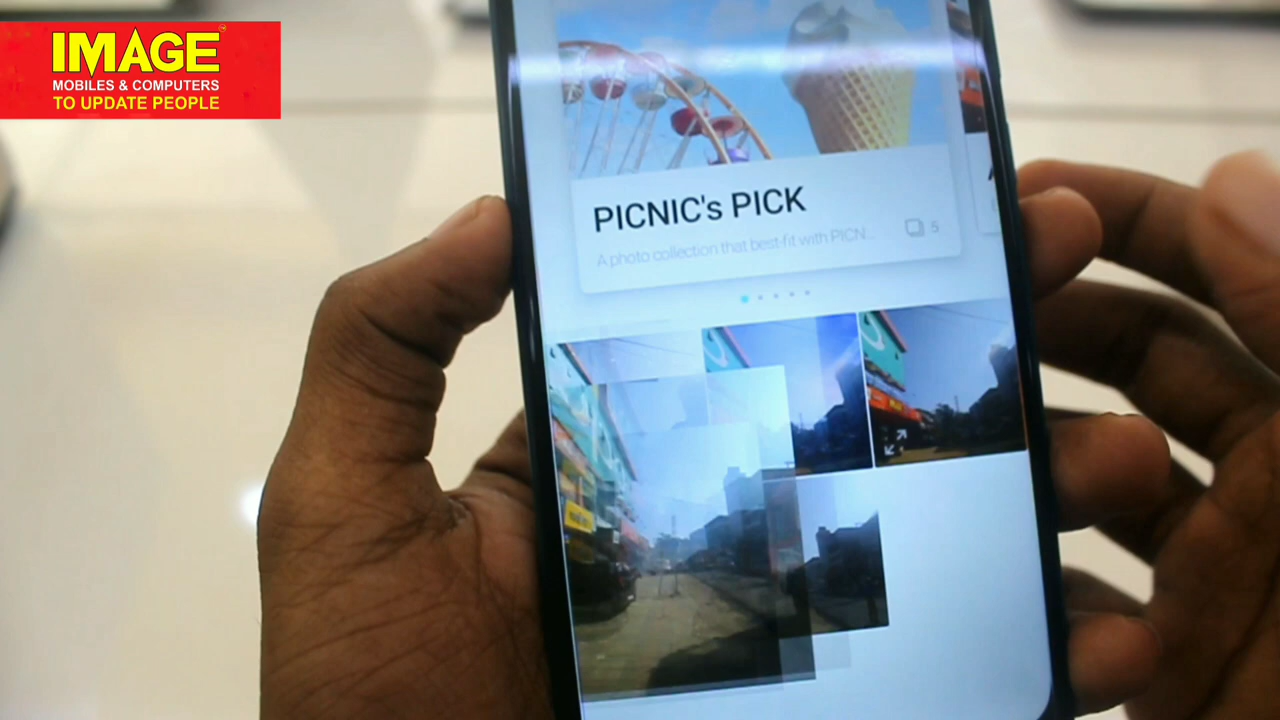 IMAGE
MOBILES & COMPUTERS
TO UPDATE PEOPLE
PICNIC's PICK
A photo collection that best-fit with PICN...
5